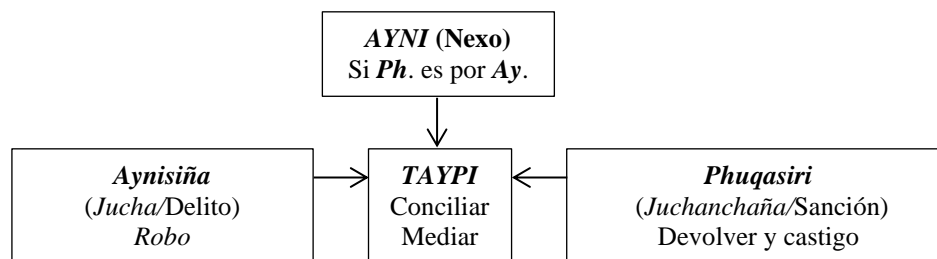 AYNI (Nexo)
Si Ph. es por Ay.
Aynisiña
(Jucha/Delito)
Robo
TAYPI
Conciliar
Mediar
Phuqasiri
(Juchanchaña/Sanción)
Devolver y castigo